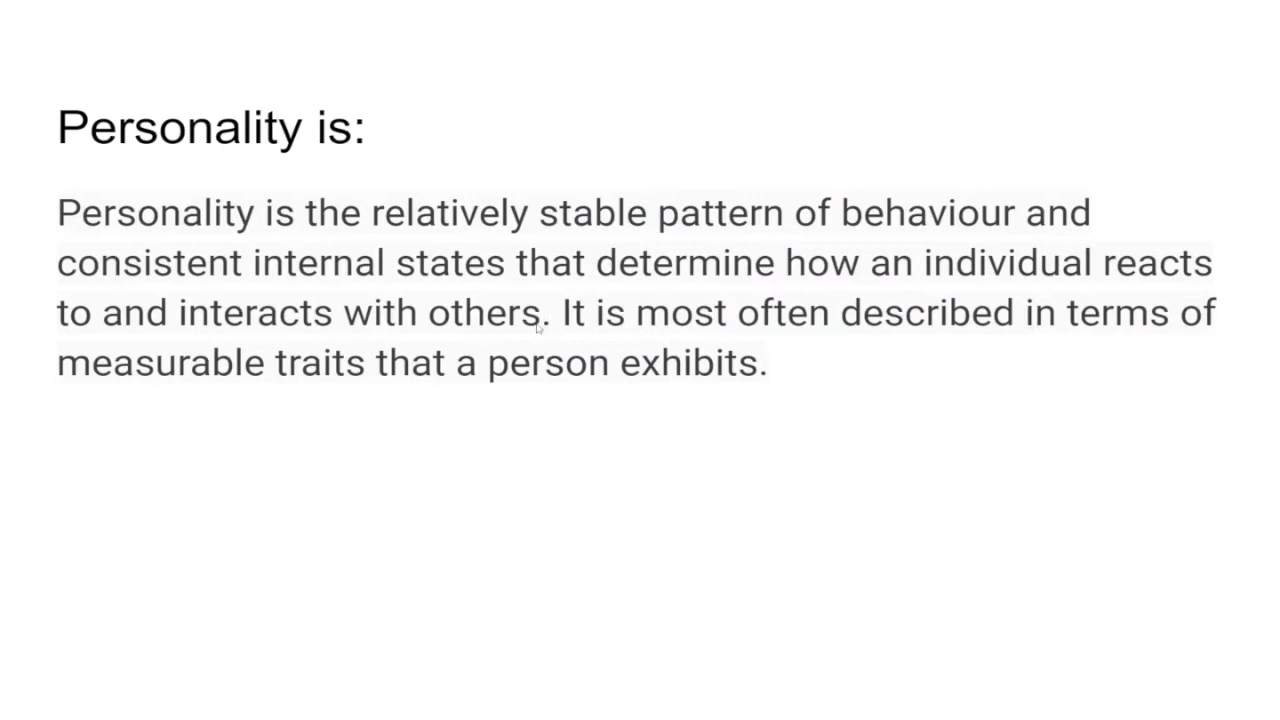 Personality is:
Personality is the relatively stable pattern of behaviour and
consistent internal states that determine how an individual reacts
to and interacts with others. It is most often described in terms of
measurable traits that a person exhibits.